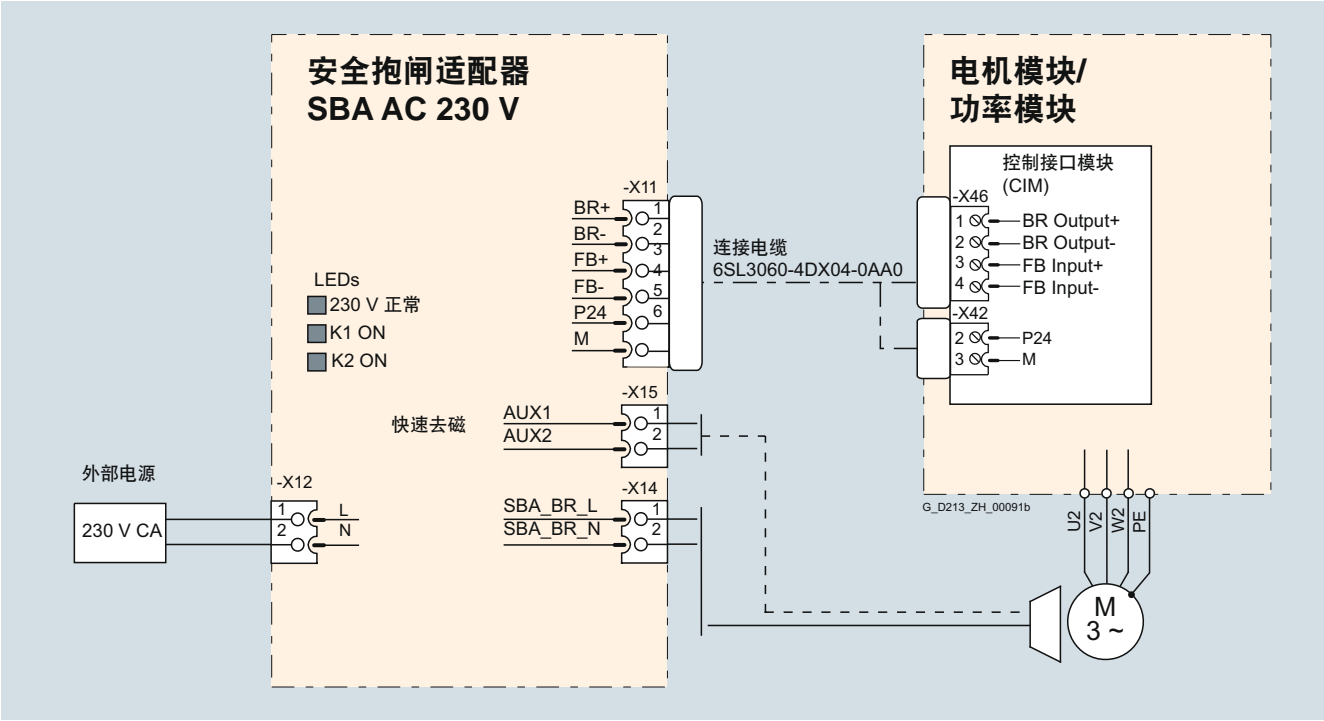 安全抱闸适配器
SBA AC 230 V
LEDs
230 V 正常
K1 ON
K2 ON
-X11
BR+ 1
BR- 2
FB+ 3
FB- 4
P24 5
M 6
快速去磁
-X15
AUX1 1
AUX2 2
-X14
SBA_BR_L 1
SBA_BR_N 2
外部电源
230 V CA
-X12
1 L
2 N
连接电缆
6SL3060-4DX04-0AA0
电机模块/
功率模块
控制接口模块
(CIM)
-X46
1 BR Output+
2 BR Output-
3 FB Input+
4 FB Input-
-X42
2 P24
3 M
G_D213_ZH_00091b
U2
V2
W2
PE
M
3 ~